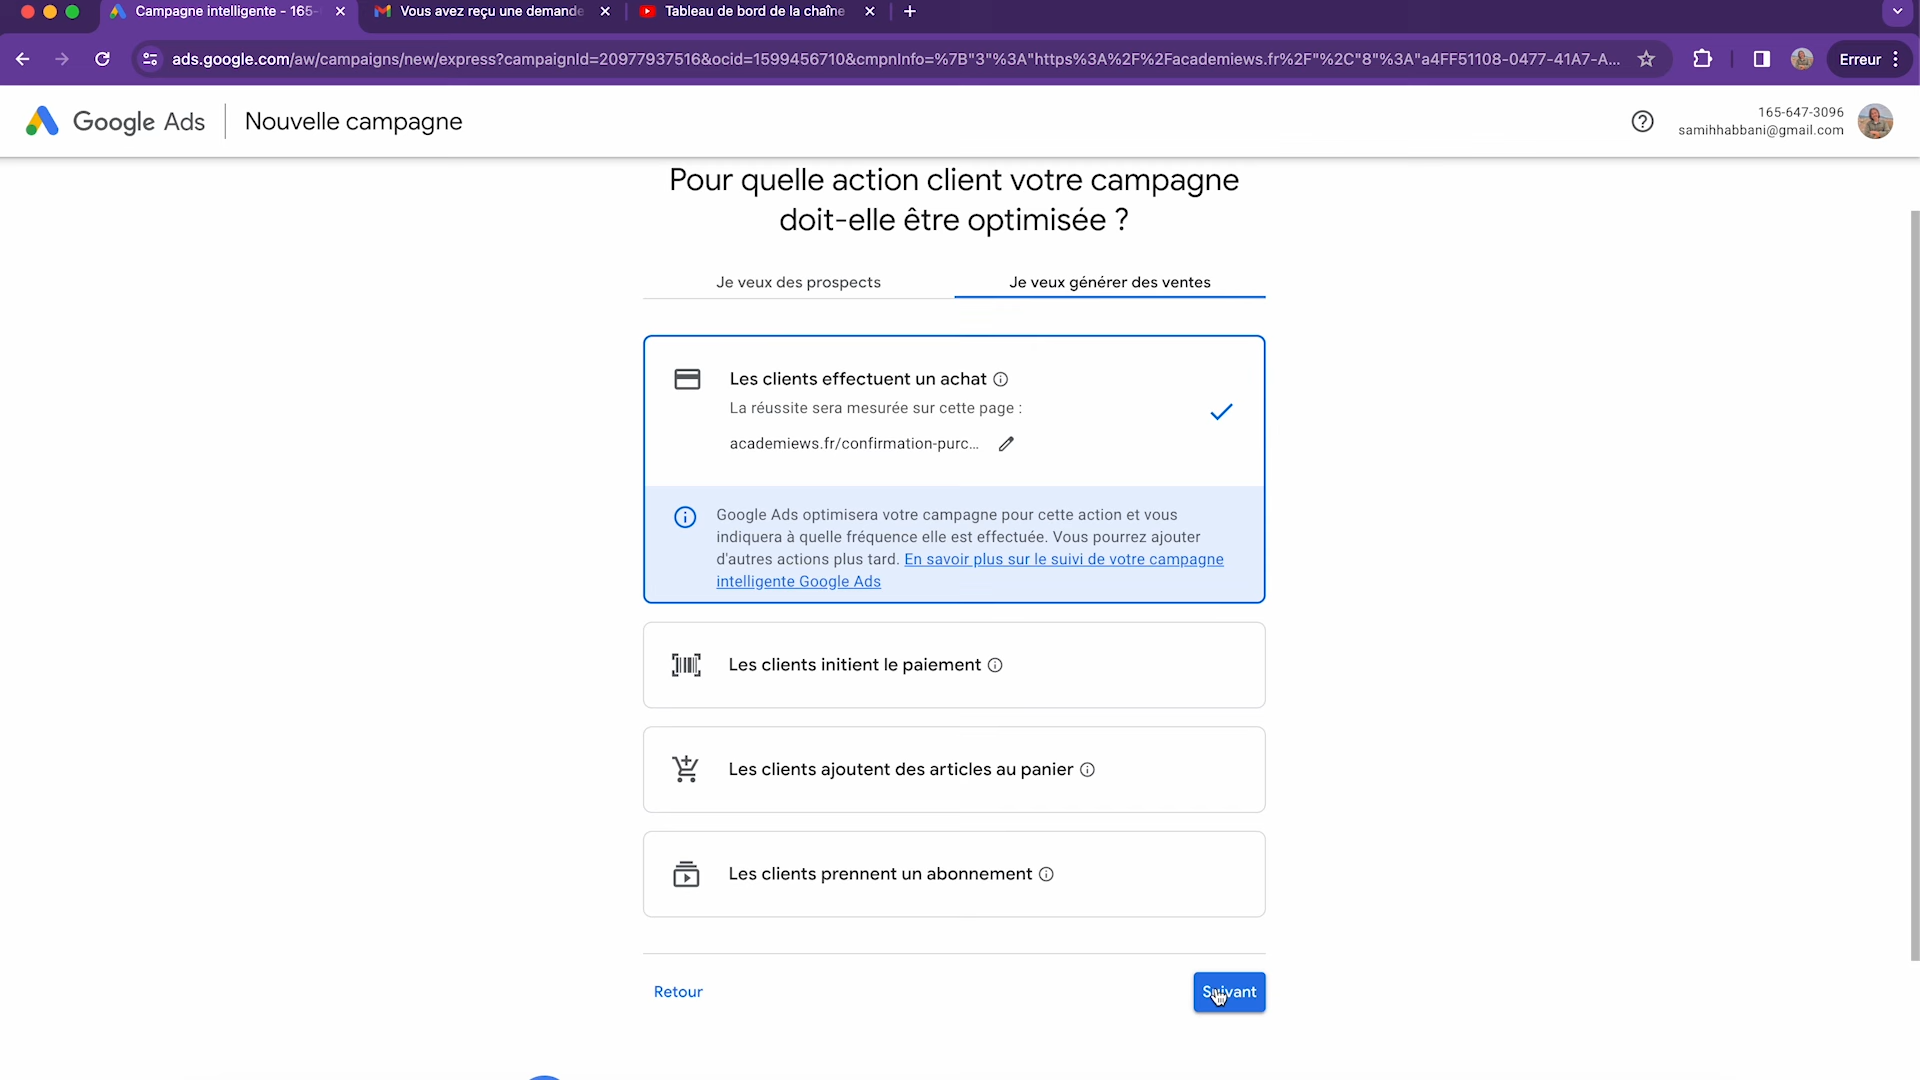 Campagne intelligente - 165-
Vous avez reçu une demande
Tableau de bord de la chaîne
ads.google.com/aw/campaigns/new/express?campaignId=20977937516&ocid=1599456710&cmpnInfo=%7B"3"%3A"https%3A%2F%2Facademiews.fr%2F"%2C"8"%3A"a4FF51108-0477-41A7-A...
Erreur
Google Ads
Nouvelle campagne
165-647-3096
samihhabbani@gmail.com
Pour quelle action client votre campagne
doit-elle être optimisée ?
Je veux des prospects
Je veux générer des ventes
Les clients effectuent un achat
La réussite sera mesurée sur cette page :
academiews.fr/confirmation-purc...
Google Ads optimisera votre campagne pour cette action et vous
indiquera à quelle fréquence elle est effectuée. Vous pourrez ajouter
d'autres actions plus tard. En savoir plus sur le suivi de votre campagne
intelligente Google Ads
Les clients initient le paiement
Les clients ajoutent des articles au panier
Les clients prennent un abonnement
Retour
Suivant